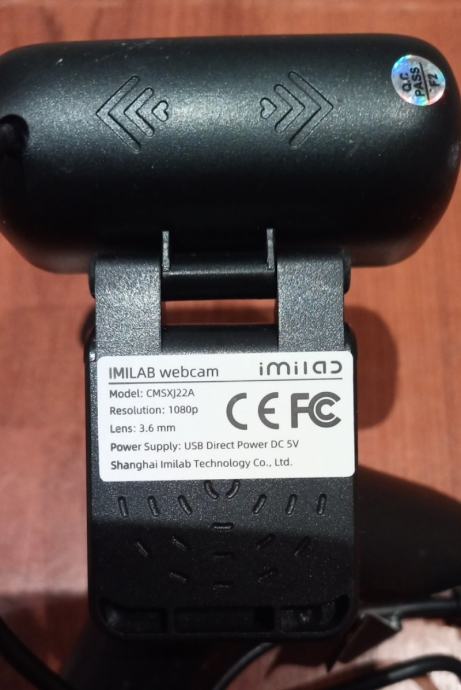 Q.C
PASS
F2
IMILAB webcam
imilab
Model: CMSXJ22A
Resolution: 1080p
Lens: 3.6 mm
CE FC
Power Supply: USB Direct Power DC 5V
Shanghai Imilab Technology Co., Ltd.